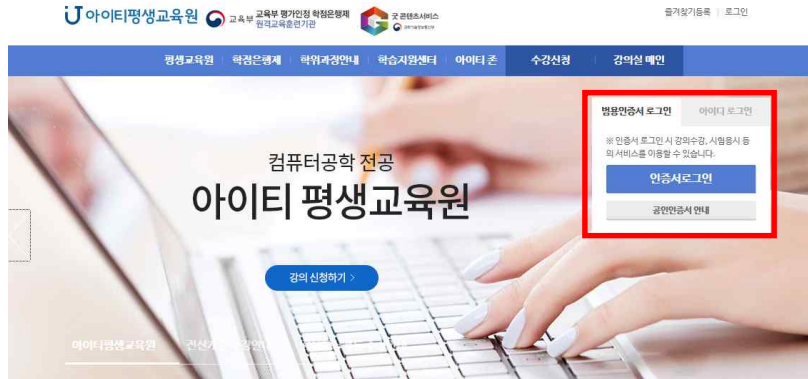 아이티평생교육원
교육부 교육부 평가인정 학점은행제
원격교육훈련기관
굿 콘텐츠서비스
즐겨찾기등록 | 로그인
평생교육원 학점은행제 학위과정안내 학습지원센터 아이티 존 수강신청 강의실 메인
범용인증서 로그인 아이디 로그인
※ 인증서 로그인 시 강의수강, 시험응시 등
의 서비스를 이용할 수 있습니다.
인증서로그인
공인인증서 안내
컴퓨터공학 전공
아이티 평생교육원
강의 신청하기 >
아이티평생교육원